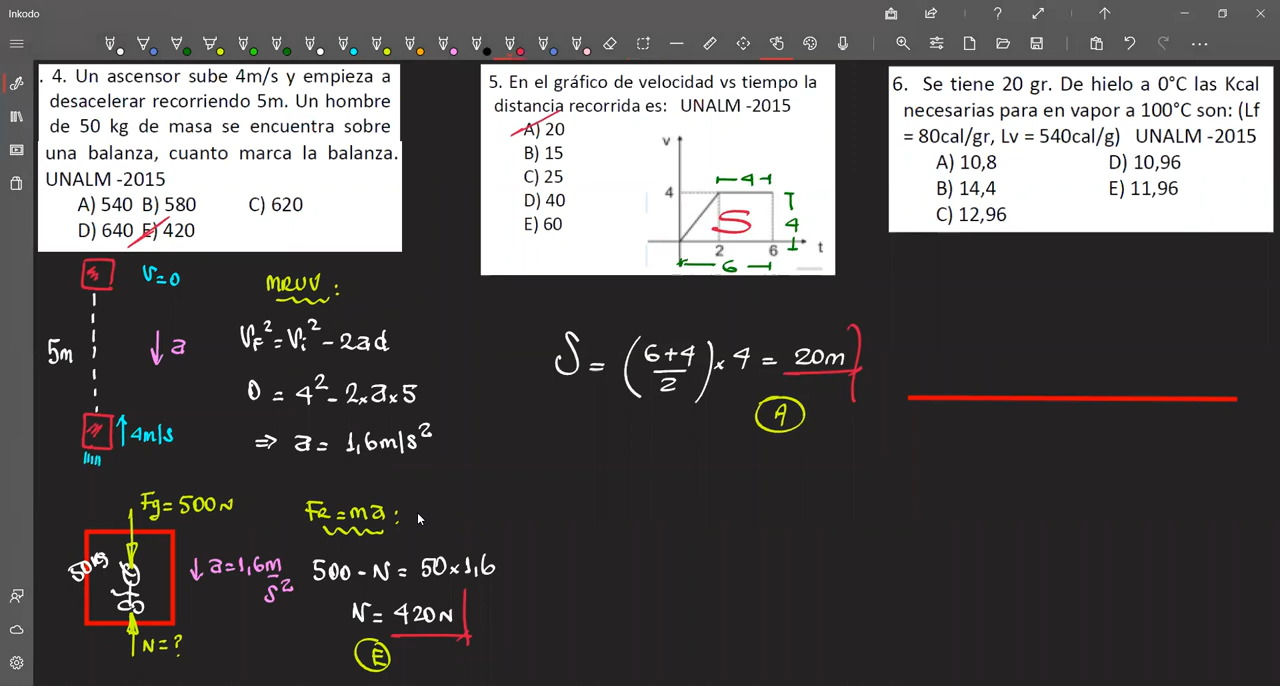 Inkodo
. 4. Un ascensor sube 4m/s y empieza a
desacelerar recorriendo 5m. Un hombre
de 50 kg de masa se encuentra sobre
una balanza, cuanto marca la balanza.
UNALM -2015
A) 540 B) 580 C) 620
D) 640 E) 420
V=0
5m
↓ a
↑ 4m/s
MRUV :
VF² = Vi² - 2ad
0 = 4² - 2×a×5
⇒ a = 1,6m/s²
Fg = 500N
50kg
↓ a=1,6m/s²
N=?
FR = ma :
500 - N = 50×1,6
N = 420N
E
5. En el gráfico de velocidad vs tiempo la
distancia recorrida es: UNALM -2015
A) 20
B) 15
C) 25
D) 40
E) 60
v
4
4
S
4
2 6 t
6
S = (6+4/2) × 4 = 20m
A
6. Se tiene 20 gr. De hielo a 0°C las Kcal
necesarias para en vapor a 100°C son: (Lf
= 80cal/gr, Lv = 540cal/g) UNALM -2015
A) 10,8 D) 10,96
B) 14,4 E) 11,96
C) 12,96